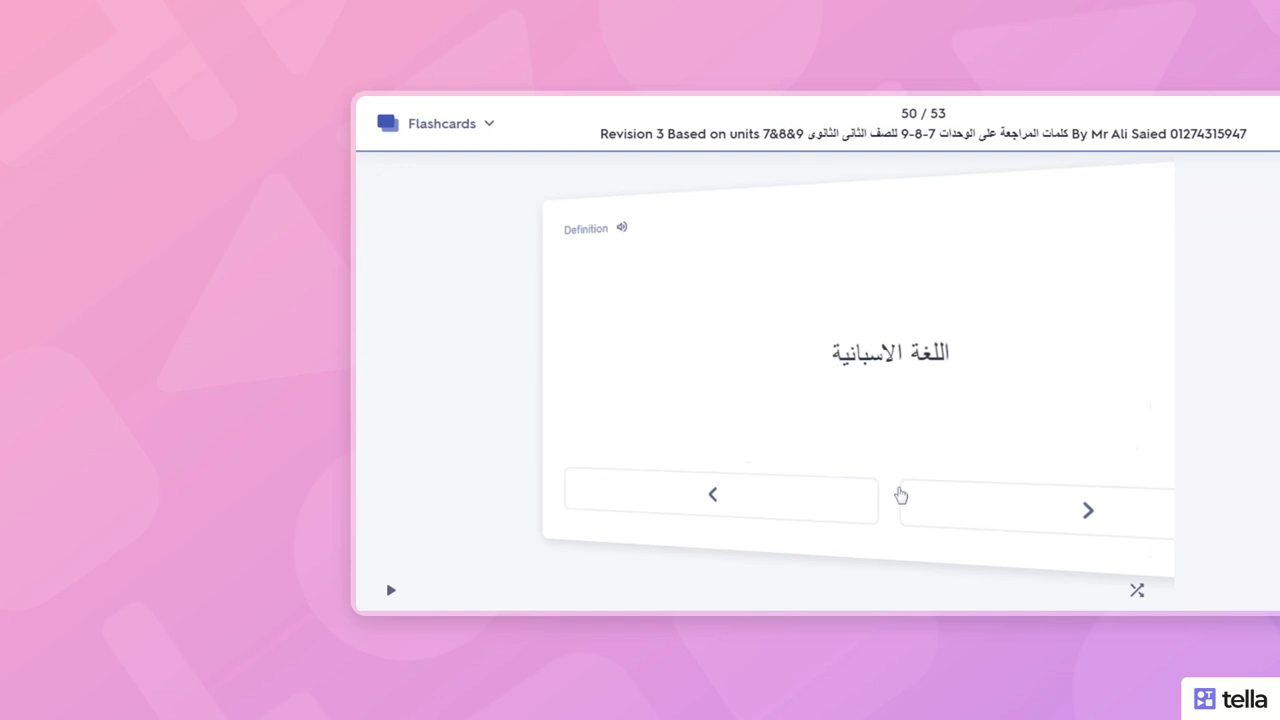 Flashcards
50 / 53
Revision 3 Based on units 7&8&9 كلمات المراجعة على الوحدات 7-8-9 للصف الثانى الثانوى By Mr Ali Saied 01274315947
Definition
اللغة الاسبانية
tella